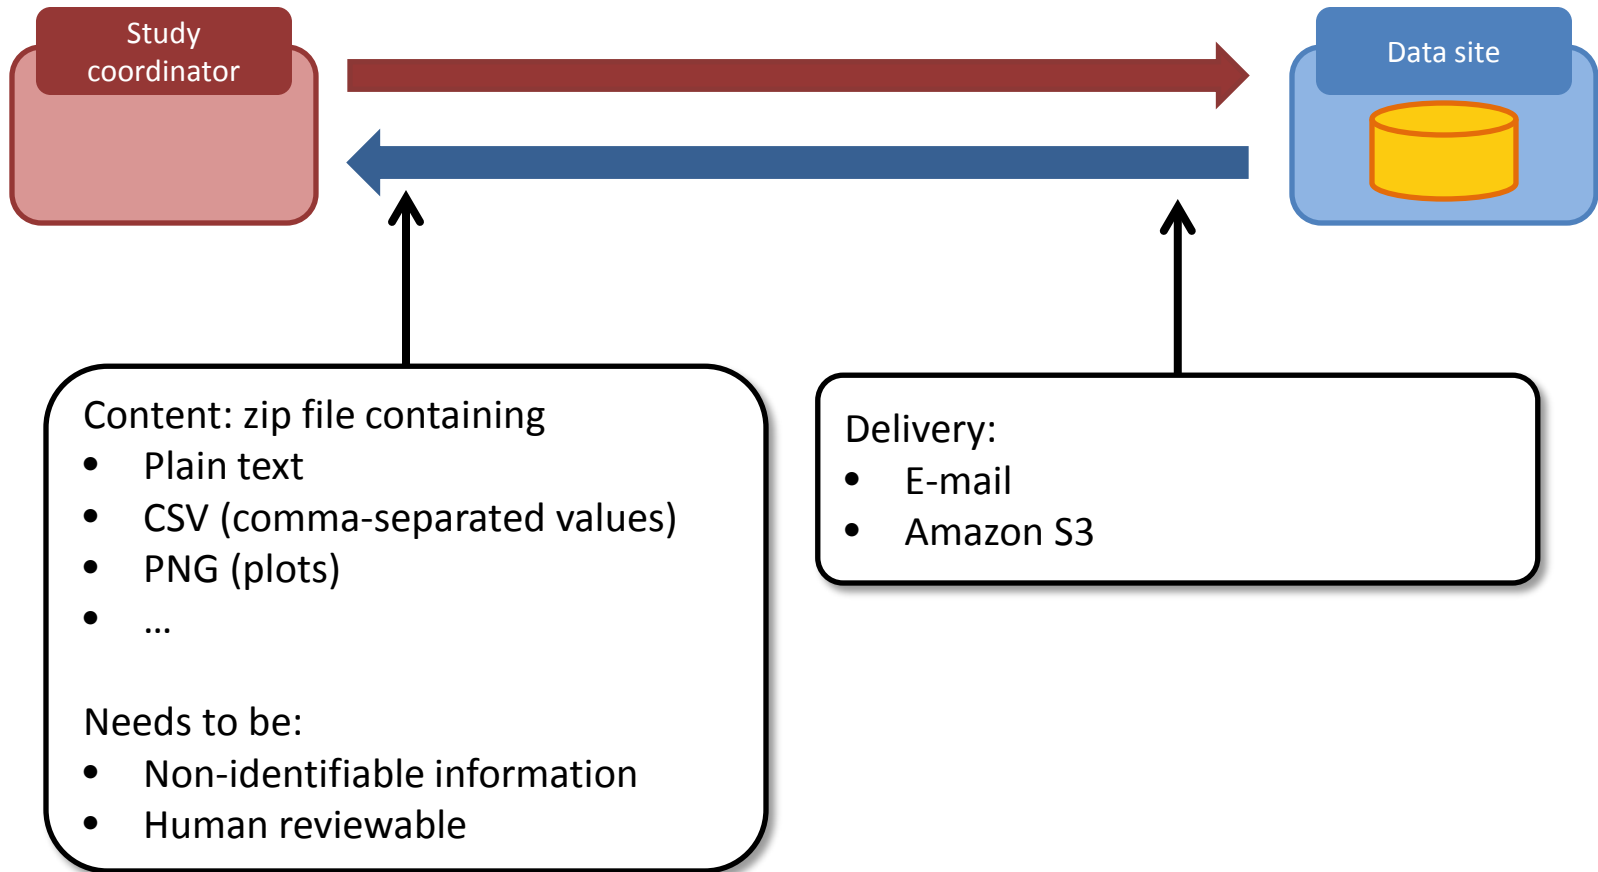 Study
coordinator
Data site
Content: zip file containing
• Plain text
• CSV (comma-separated values)
• PNG (plots)
• ...
Needs to be:
• Non-identifiable information
• Human reviewable
Delivery:
• E-mail
• Amazon S3